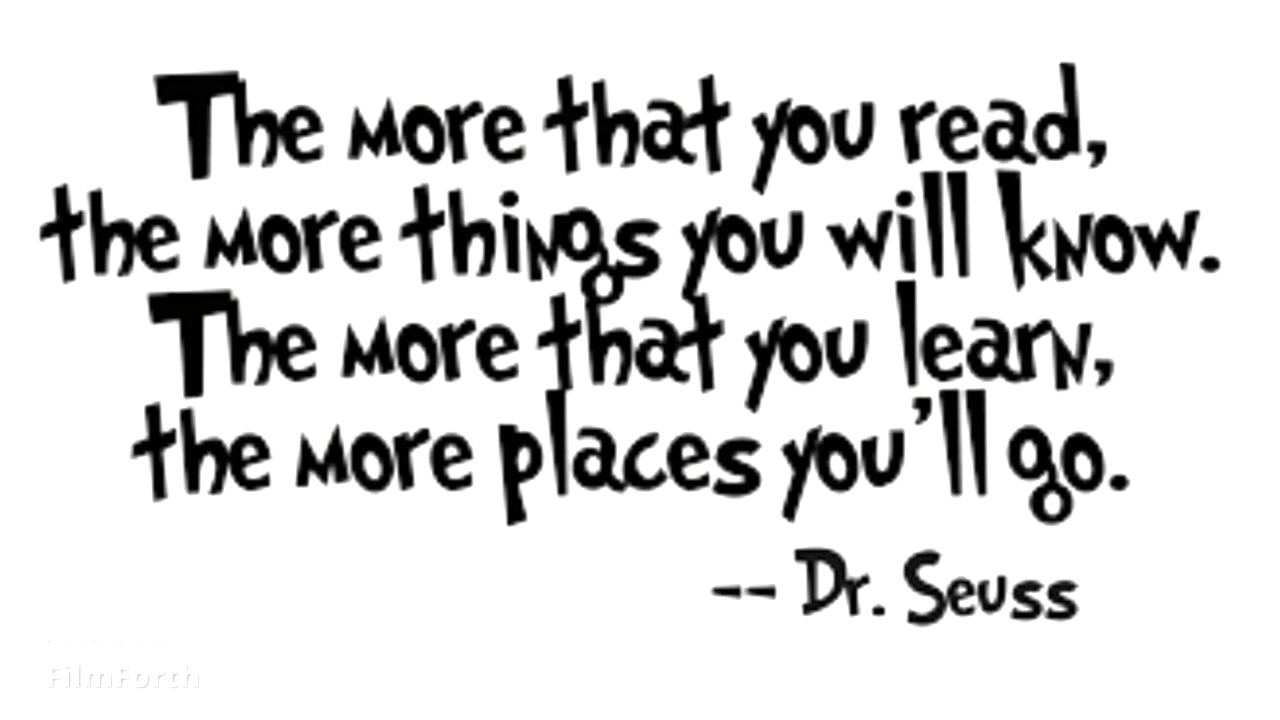 The more that you read,
the more things you will know.
The more that you learn,
the more places you'll go.
-- Dr. Seuss
FilmForth